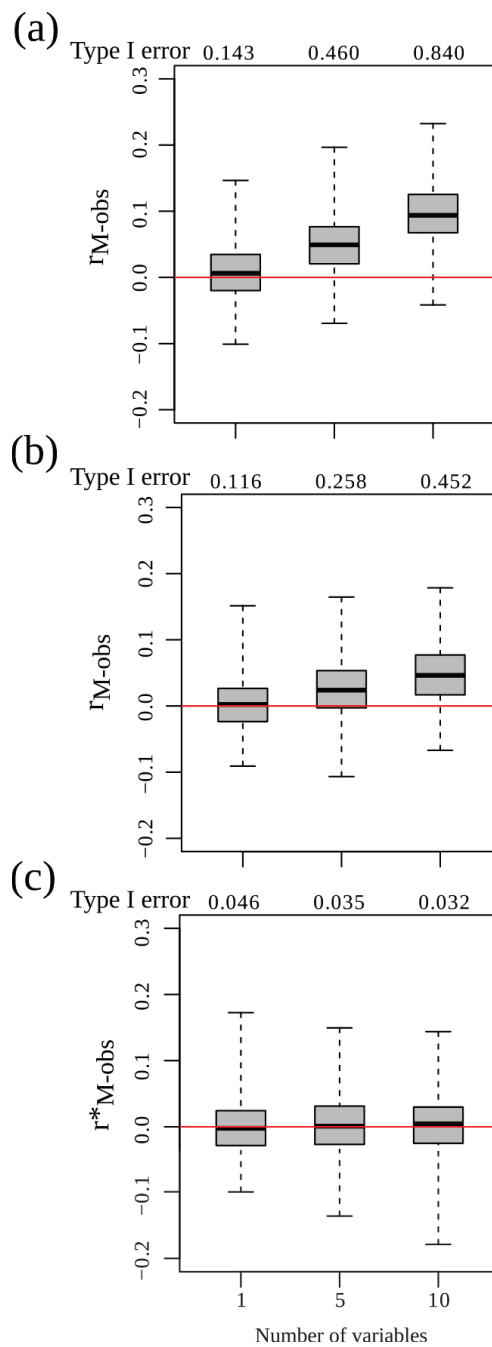 (a)
Type I error 0.143 0.460 0.840
0.3
0.2
0.1
0.0
−0.1
−0.2
rM-obs
(b)
Type I error 0.116 0.258 0.452
0.3
0.2
0.1
0.0
−0.1
−0.2
rM-obs
(c)
Type I error 0.046 0.035 0.032
0.3
0.2
0.1
0.0
−0.1
−0.2
r*M-obs
1 5 10
Number of variables